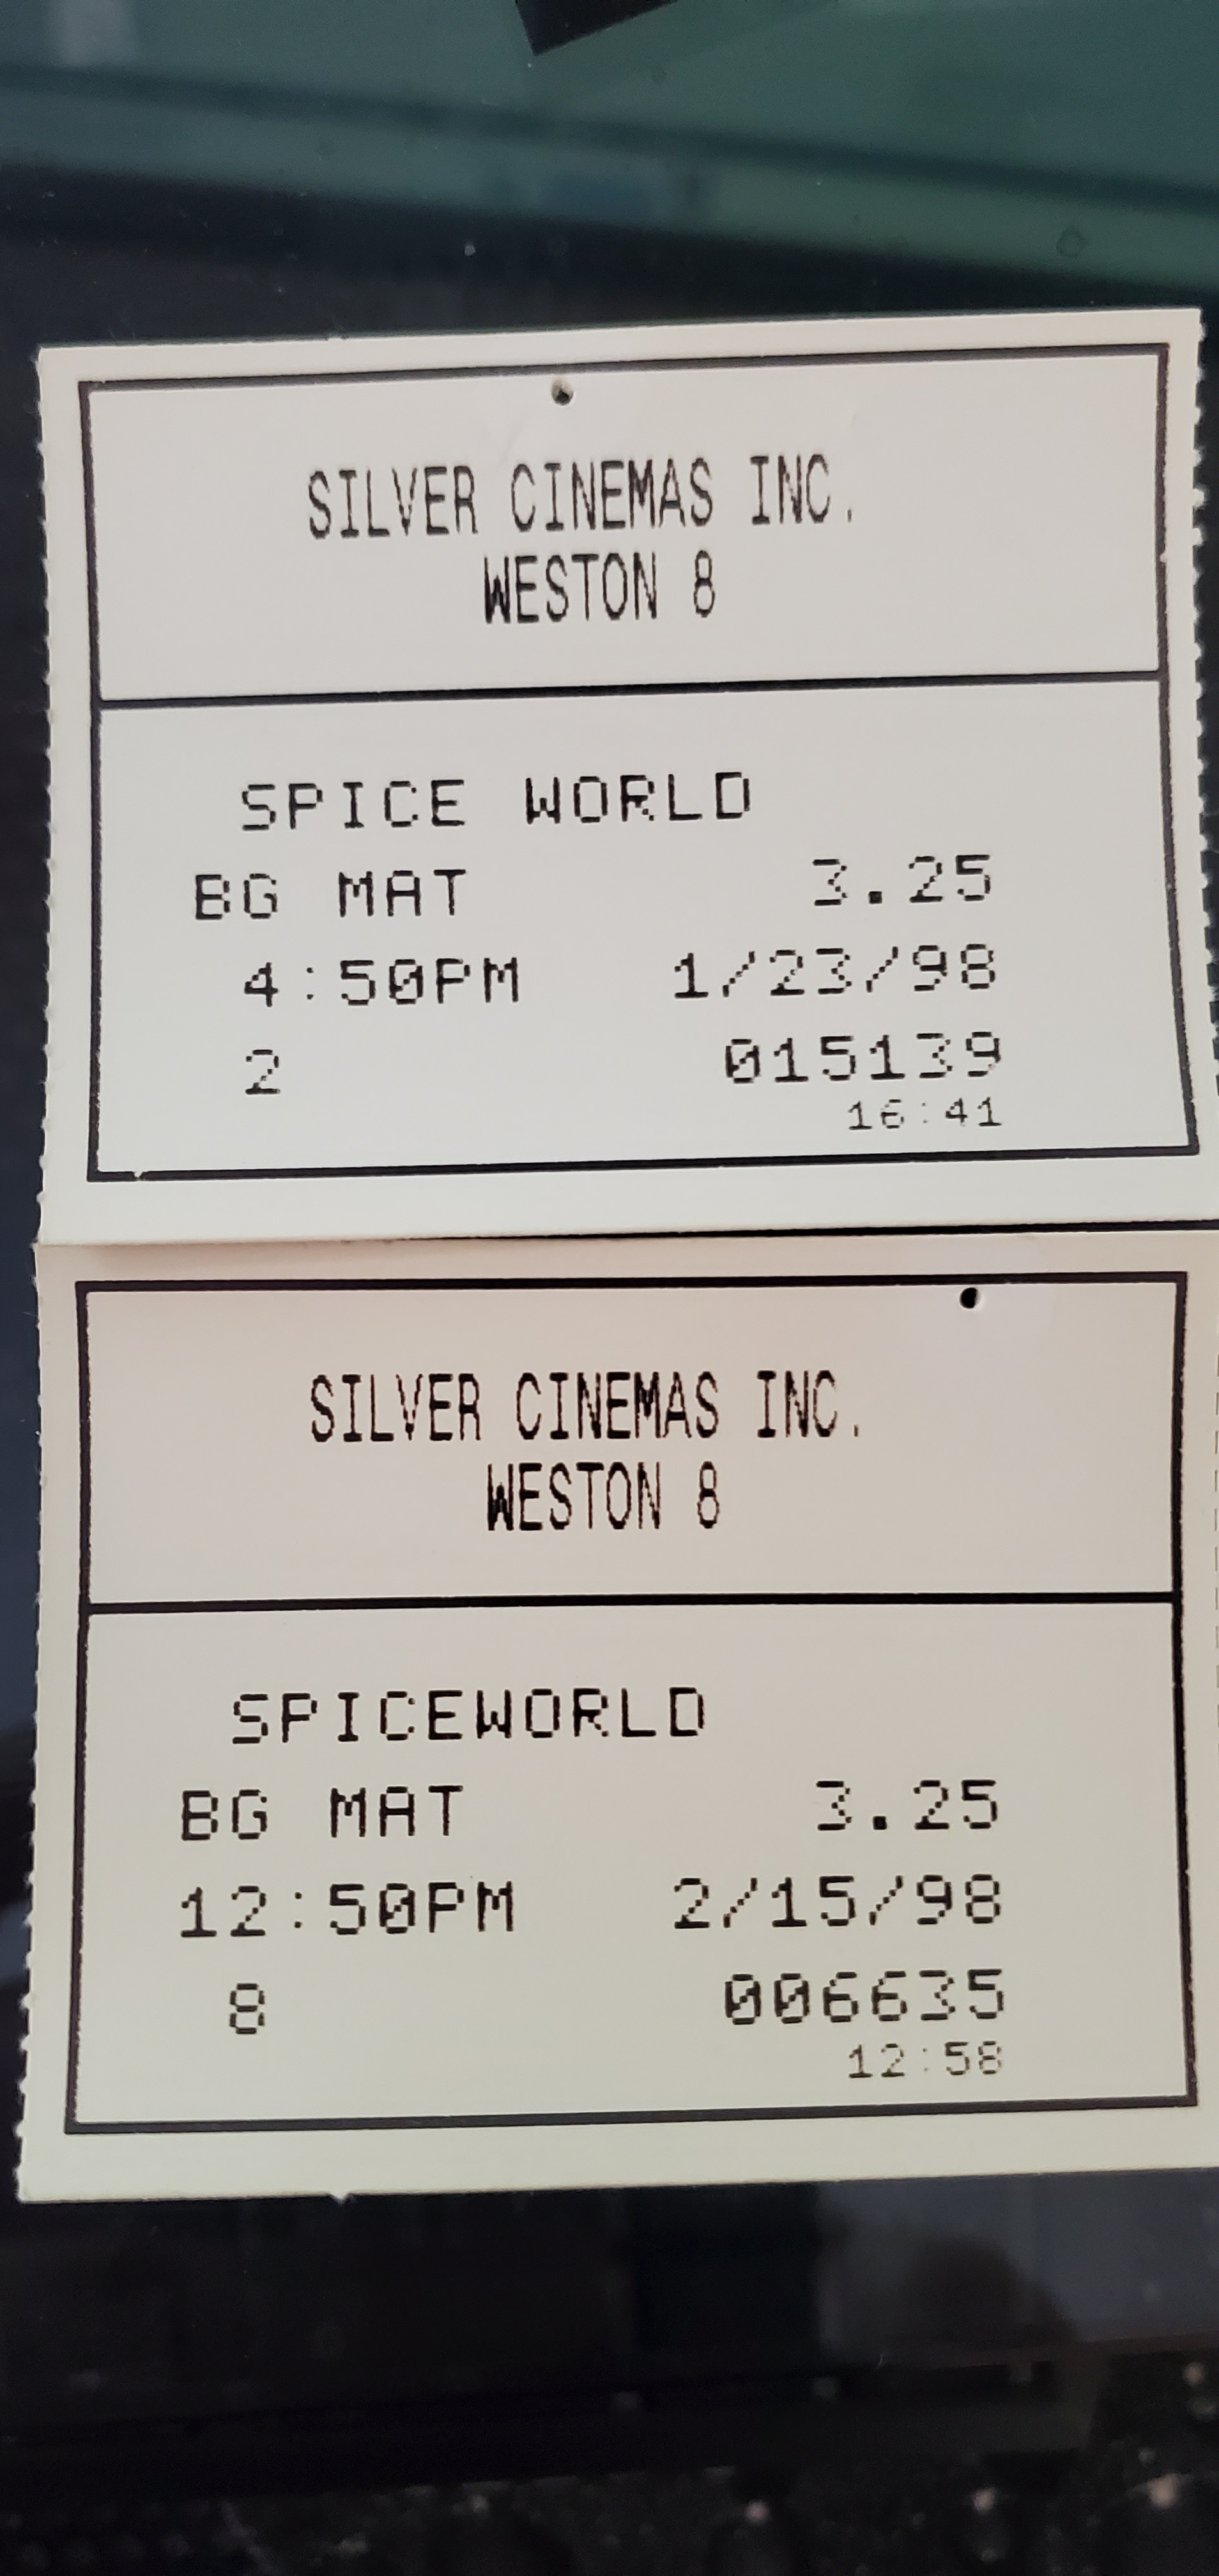 SILVER CINEMAS INC.
WESTON 8
SPICE WORLD
BG MAT 3.25
4:50PM 1/23/98
2 015139
16:41
SILVER CINEMAS INC.
WESTON 8
SPICEWORLD
BG MAT 3.25
12:50PM 2/15/98
8 006635
12:58